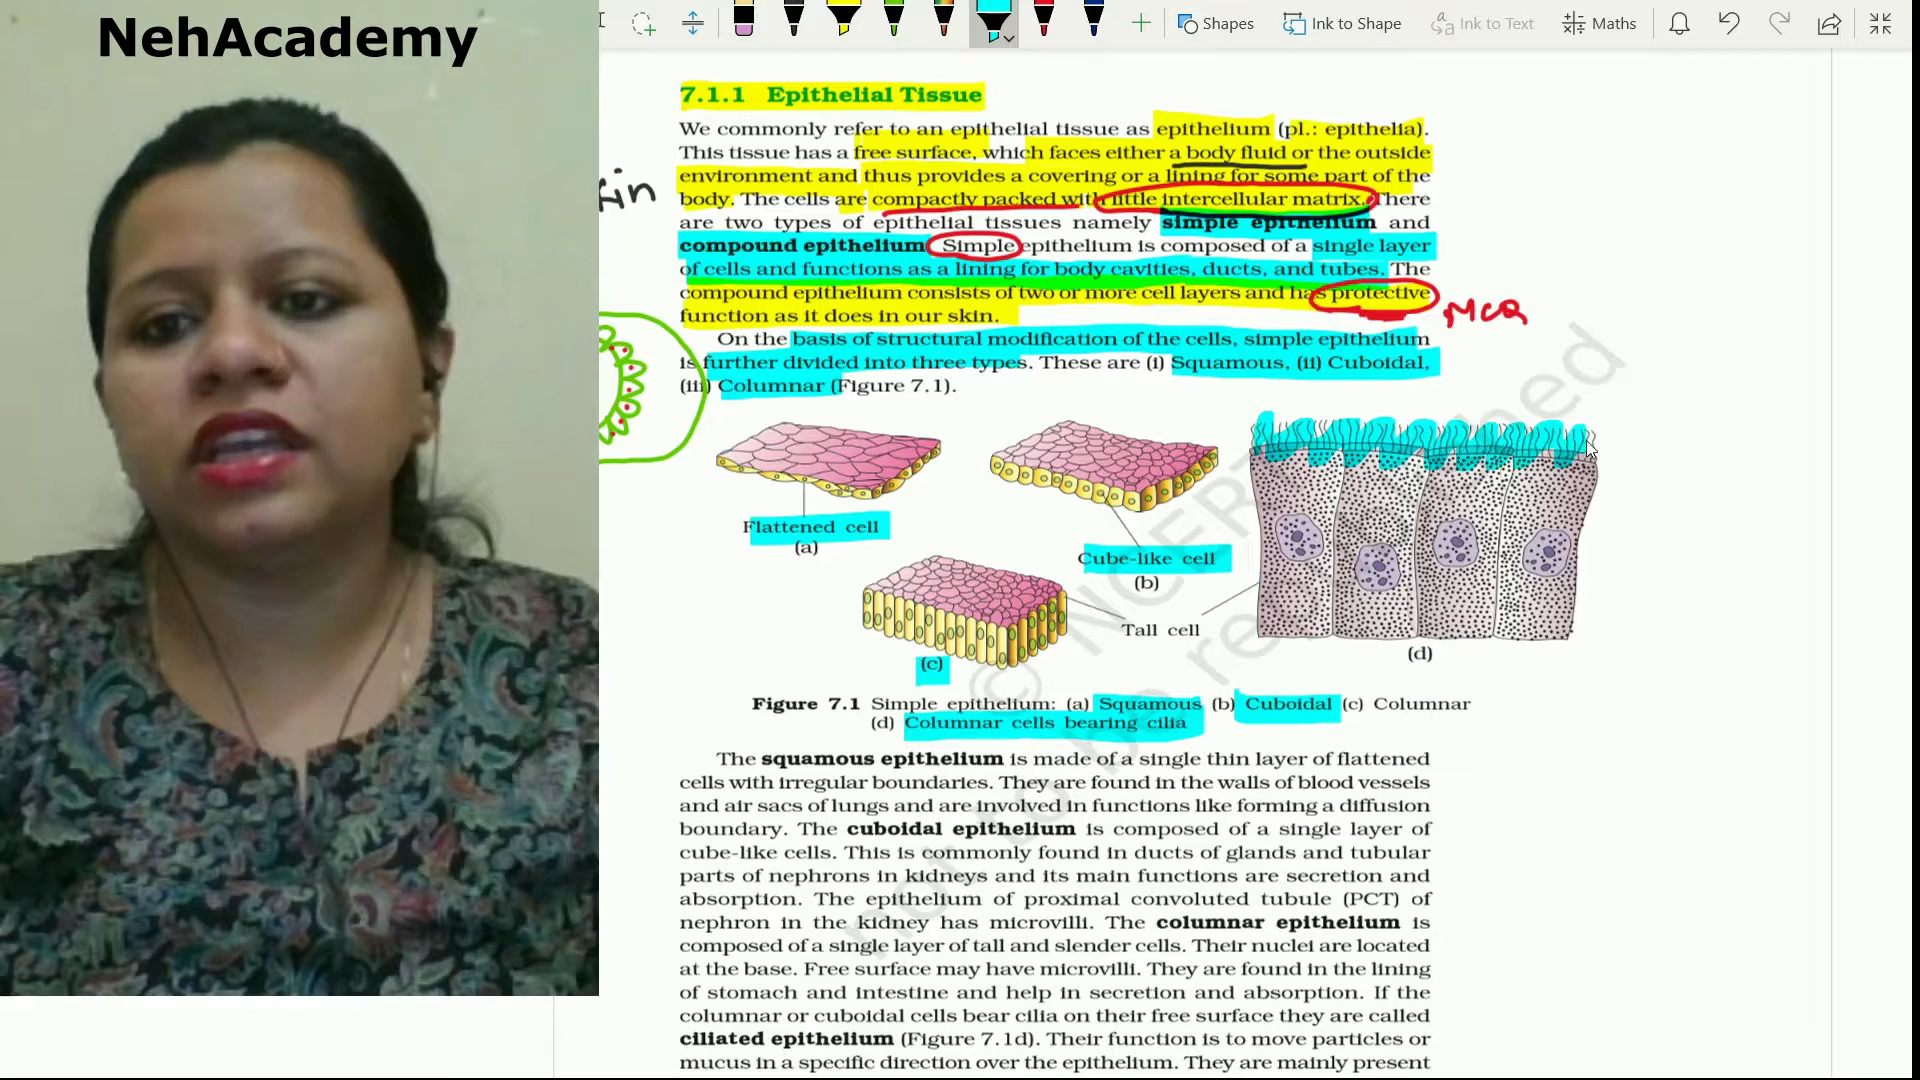 NehAcademy
Shapes
Ink to Shape
Ink to Text
Maths
7.1.1 Epithelial Tissue
We commonly refer to an epithelial tissue as epithelium (pl.: epithelia).
This tissue has a free surface, which faces either a body fluid or the outside
environment and thus provides a covering or a lining for some part of the
body. The cells are compactly packed with little intercellular matrix. There
are two types of epithelial tissues namely simple epithelium and
compound epithelium. Simple epithelium is composed of a single layer
of cells and functions as a lining for body cavities, ducts, and tubes. The
compound epithelium consists of two or more cell layers and has protective
function as it does in our skin.
MCQ
On the basis of structural modification of the cells, simple epithelium
is further divided into three types. These are (i) Squamous, (ii) Cuboidal,
(iii) Columnar (Figure 7.1).
Flattened cell
(a)
Cube-like cell
(b)
Tall cell
(c)
(d)
Figure 7.1 Simple epithelium: (a) Squamous (b) Cuboidal (c) Columnar
(d) Columnar cells bearing cilia
The squamous epithelium is made of a single thin layer of flattened
cells with irregular boundaries. They are found in the walls of blood vessels
and air sacs of lungs and are involved in functions like forming a diffusion
boundary. The cuboidal epithelium is composed of a single layer of
cube-like cells. This is commonly found in ducts of glands and tubular
parts of nephrons in kidneys and its main functions are secretion and
absorption. The epithelium of proximal convoluted tubule (PCT) of
nephron in the kidney has microvilli. The columnar epithelium is
composed of a single layer of tall and slender cells. Their nuclei are located
at the base. Free surface may have microvilli. They are found in the lining
of stomach and intestine and help in secretion and absorption. If the
columnar or cuboidal cells bear cilia on their free surface they are called
ciliated epithelium (Figure 7.1d). Their function is to move particles or
mucus in a specific direction over the epithelium. They are mainly present